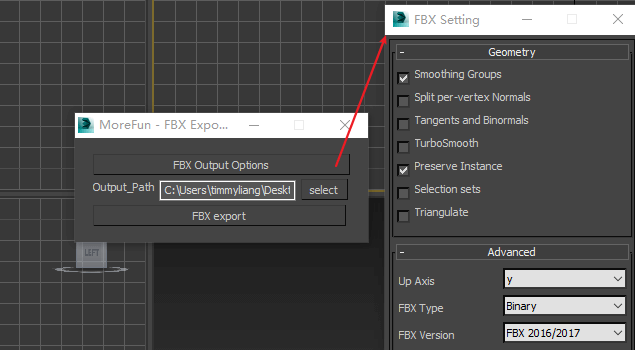 FBX Setting
- Geometry
Smoothing Groups
Split per-vertex Normals
Tangents and Binormals
TurboSmooth
Preserve Instance
Selection sets
Triangulate
- Advanced
Up Axis y
FBX Type Binary
FBX Version FBX 2016/2017
MoreFun - FBX Expo...
FBX Output Options
Output_Path C:\Users\timmyliang\Deskt select
FBX export
LEFT